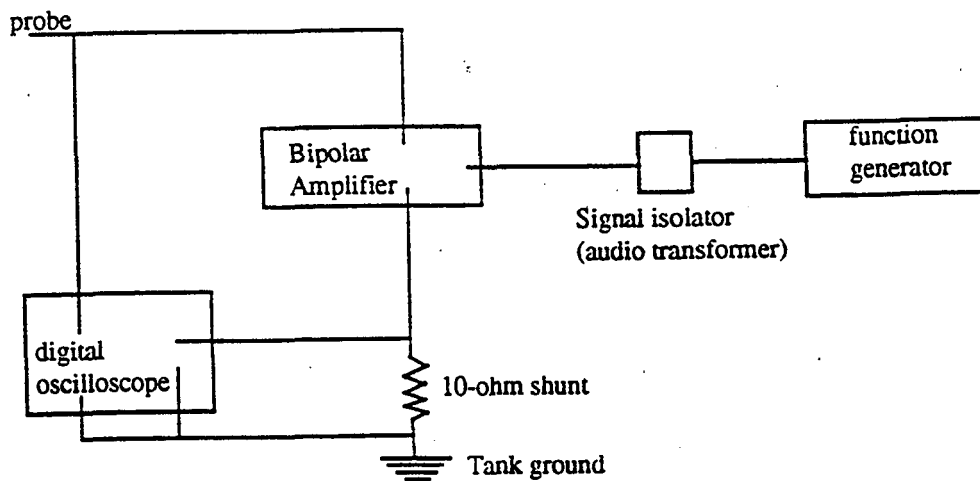 probe
Bipolar
Amplifier
function
generator
Signal isolator
(audio transformer)
digital
oscilloscope
10-ohm shunt
Tank ground